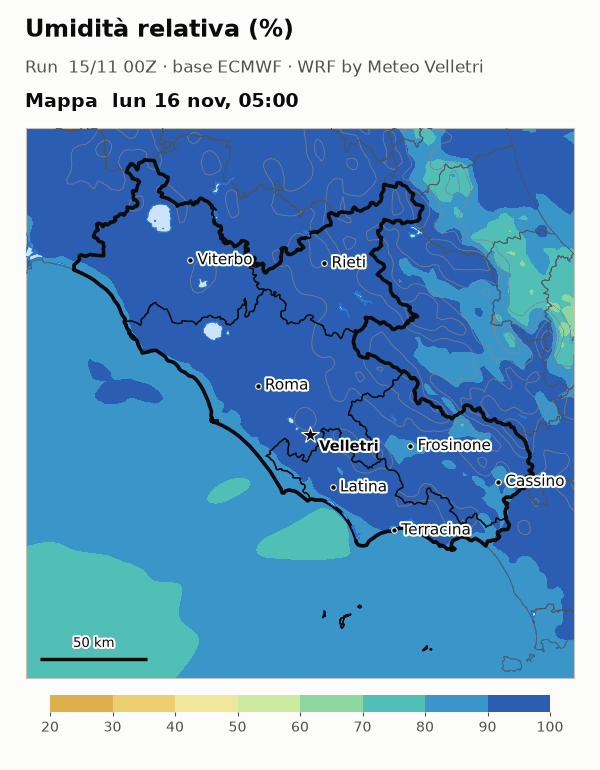 Umidità relativa (%)
Run  15/11 00Z · base ECMWF · WRF by Meteo Velletri
Mappa  lun 16 nov, 05:00
Viterbo
Rieti
Roma
Velletri
Frosinone
Latina
Cassino
Terracina
50 km
20 30 40 50 60 70 80 90 100